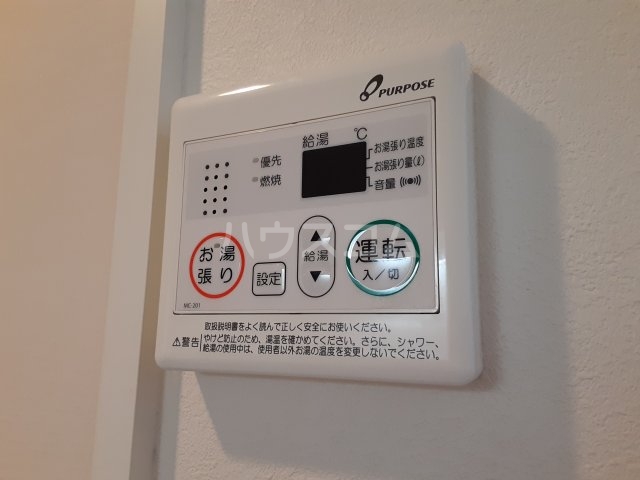 PURPOSE
給湯 ℃
お湯張り温度
優先
お湯張り量(ℓ)
燃焼
音量
ハウスコム
お湯張り
設定
▲
給湯
▼
運転
入/切
MC-201
取扱説明書をよく読んで正しく安全にお使いください。
⚠警告 やけど防止のため、湯温を確かめてください。さらに、シャワー、
給湯の使用中は、使用者以外お湯の温度を変更しないでください。